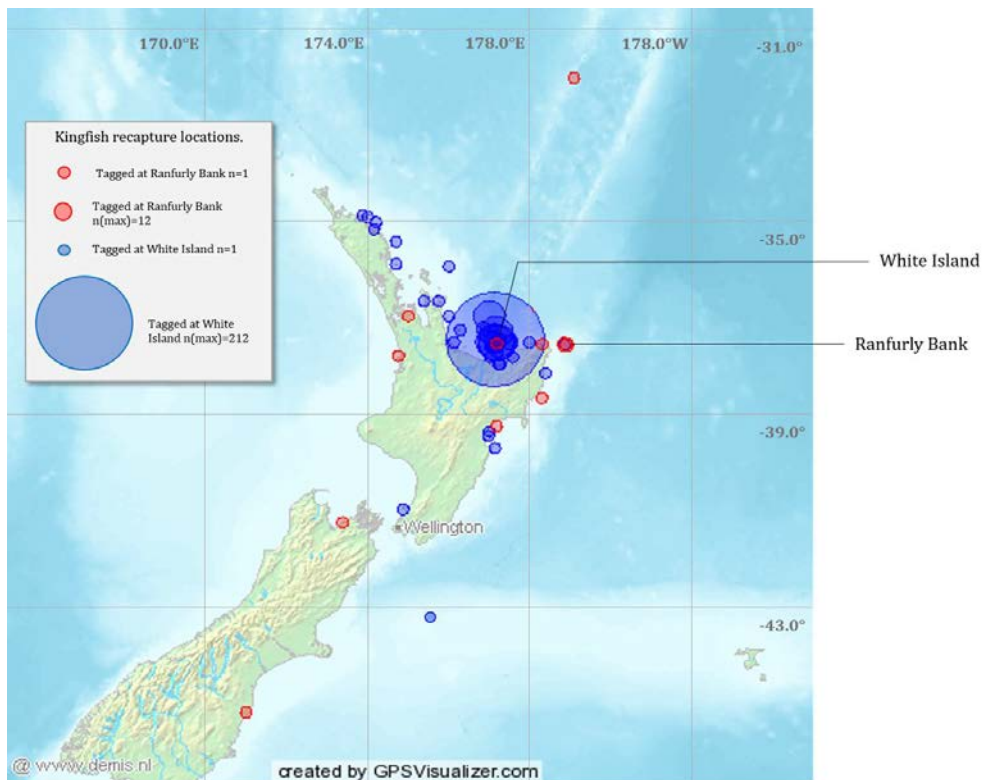 170.0°E
174.0°E
178.0°E
178.0°W
-31.0°
Kingfish recapture locations.
Tagged at Ranfurly Bank n=1
Tagged at Ranfurly Bank
n(max)=12
Tagged at White Island n=1
Tagged at White
Island n(max)=212
-35.0°
White Island
Ranfurly Bank
-39.0°
Wellington
-43.0°
@ www.demis.nl
created by GPSVisualizer.com